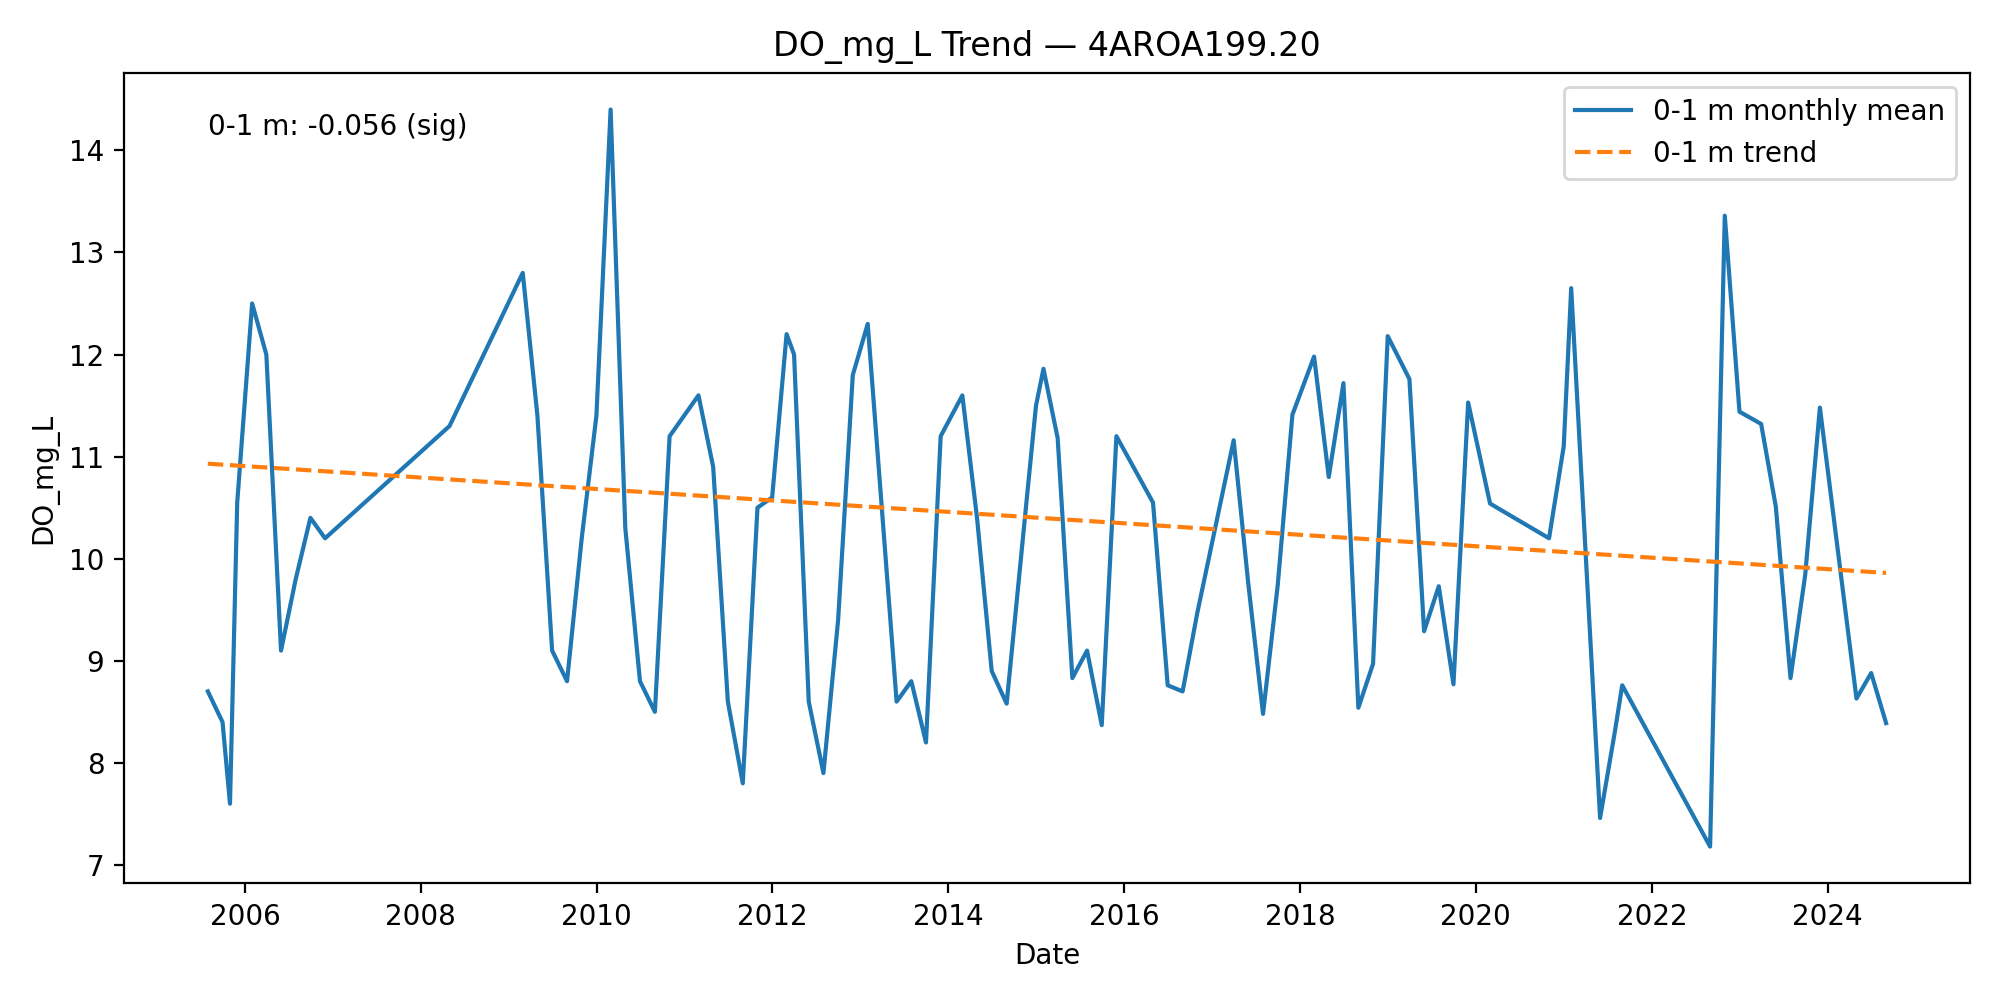 DO_mg_L Trend — 4AROA199.20
0-1 m: -0.056 (sig)
0-1 m monthly mean
0-1 m trend
14
13
12
11
10
9
8
7
DO_mg_L
2006 2008 2010 2012 2014 2016 2018 2020 2022 2024
Date